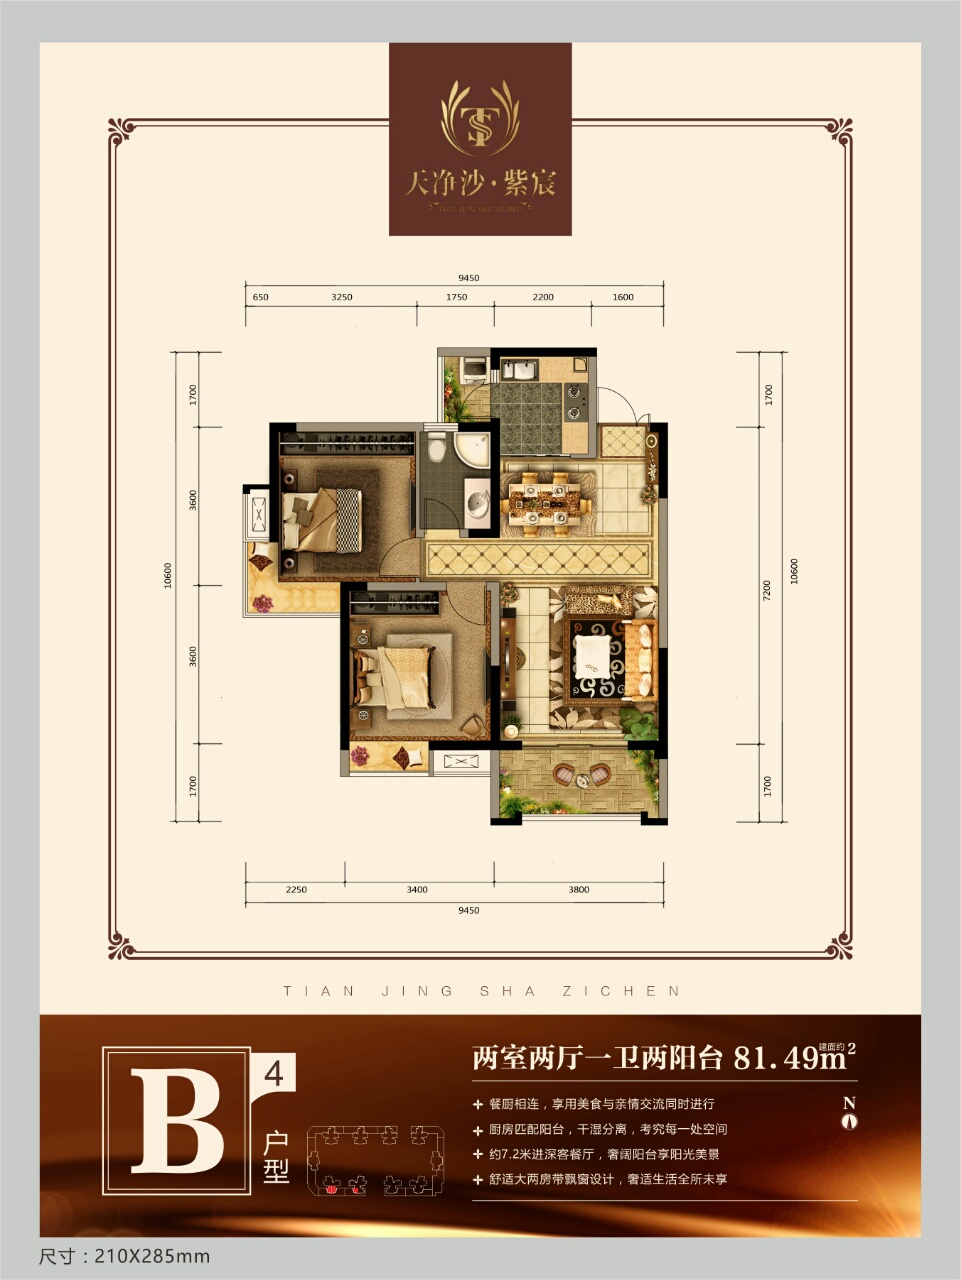 天净沙·紫宸
TIAN JING SHA ZICHEN
9450
650 3250 1750 2200 1600
1700
3600
3600
1700
10600
1700
7200
1700
10600
2250 3400 3800
9450
TIAN JING SHA ZICHEN
B
4
户型
两室两厅一卫两阳台 建面约81.49m²
餐厨相连，享用美食与亲情交流同时进行
厨房匹配阳台，干湿分离，考究每一处空间
约7.2米进深客餐厅，奢阔阳台享阳光美景
舒适大两房带飘窗设计，奢适生活全所未享
N
尺寸：210X285mm